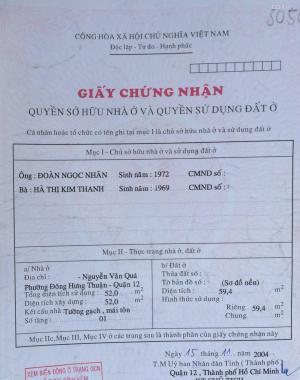 5050
CỘNG HÒA XÃ HỘI CHỦ NGHĨA VIỆT NAM
Độc lập - Tự do - Hạnh phúc
GIẤY CHỨNG NHẬN
QUYỀN SỞ HỮU NHÀ Ở VÀ QUYỀN SỬ DỤNG ĐẤT Ở
Cá nhân hoặc tổ chức có tên ghi tại mục I là chủ sở hữu nhà ở và sử dụng đất ở
Mục I - Chủ sở hữu nhà ở và sử dụng đất ở
Ông : ĐOÀN NGỌC NHÂN Sinh năm : 1972 CMND số :
Bà : HÀ THỊ KIM THANH Sinh năm : 1969 CMND số :
Mục II - Thực trạng nhà ở, đất ở
a/ Nhà ở
Địa chỉ : - Nguyễn Văn Quá
Phường Đông Hưng Thuận - Quận 12
Tổng diện tích sử dụng: 52,0 m2
Diện tích xây dựng: 52,0 m2
Kết cấu nhà Tường gạch, mái tôn
Số tầng : 01
b/ Đất ở
Thửa đất số :
Tờ bản đồ số : (Sơ đồ nền)
Diện tích : 59,4 m2
Hình thức sử dụng :
Riêng 59,4 m2
Chung m2
Mục IIc, Mục III, Mục IV ở các trang sau là thành phần của giấy chứng nhận này
Ngày 15 tháng 11 năm 2004
XEM BIẾN ĐỘNG Ở TRANG
T.M Uỷ ban Nhân dân Tỉnh ( Thành phố )
Quận 12 , Thành phố Hồ Chí Minh